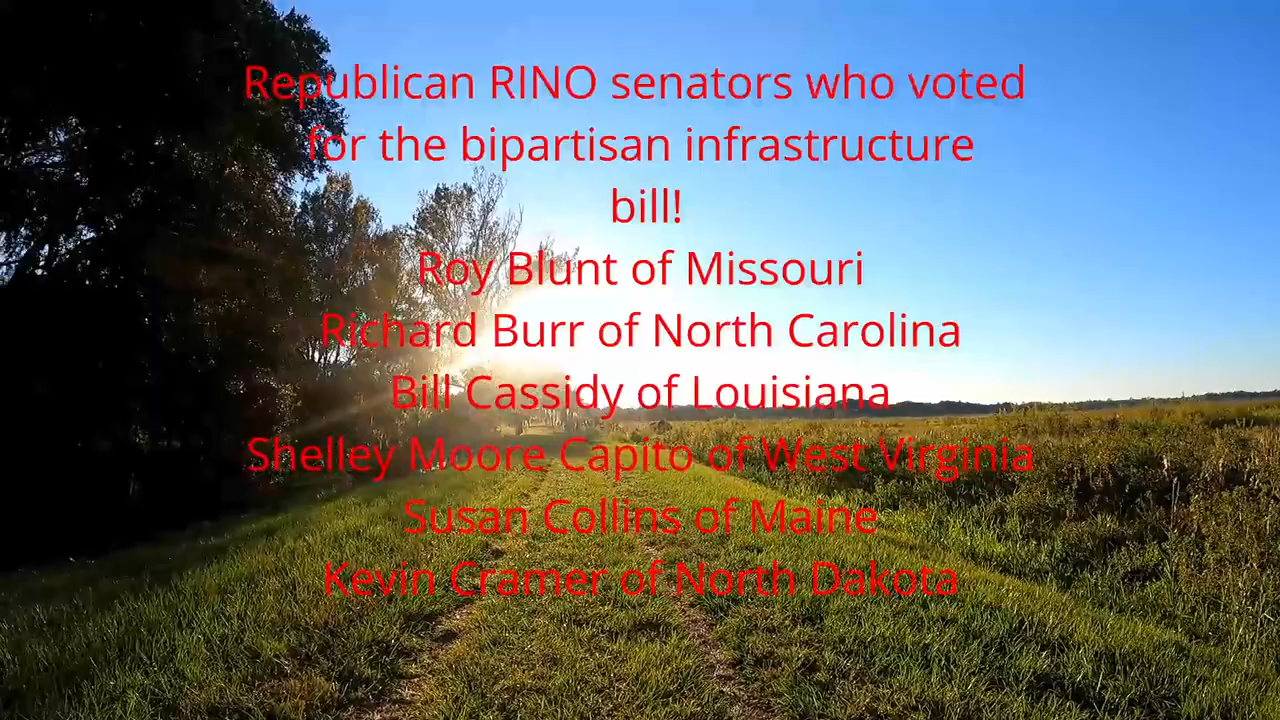 Republican RINO senators who voted
for the bipartisan infrastructure
bill!
Roy Blunt of Missouri
Richard Burr of North Carolina
Bill Cassidy of Louisiana
Shelley Moore Capito of West Virginia
Susan Collins of Maine
Kevin Cramer of North Dakota